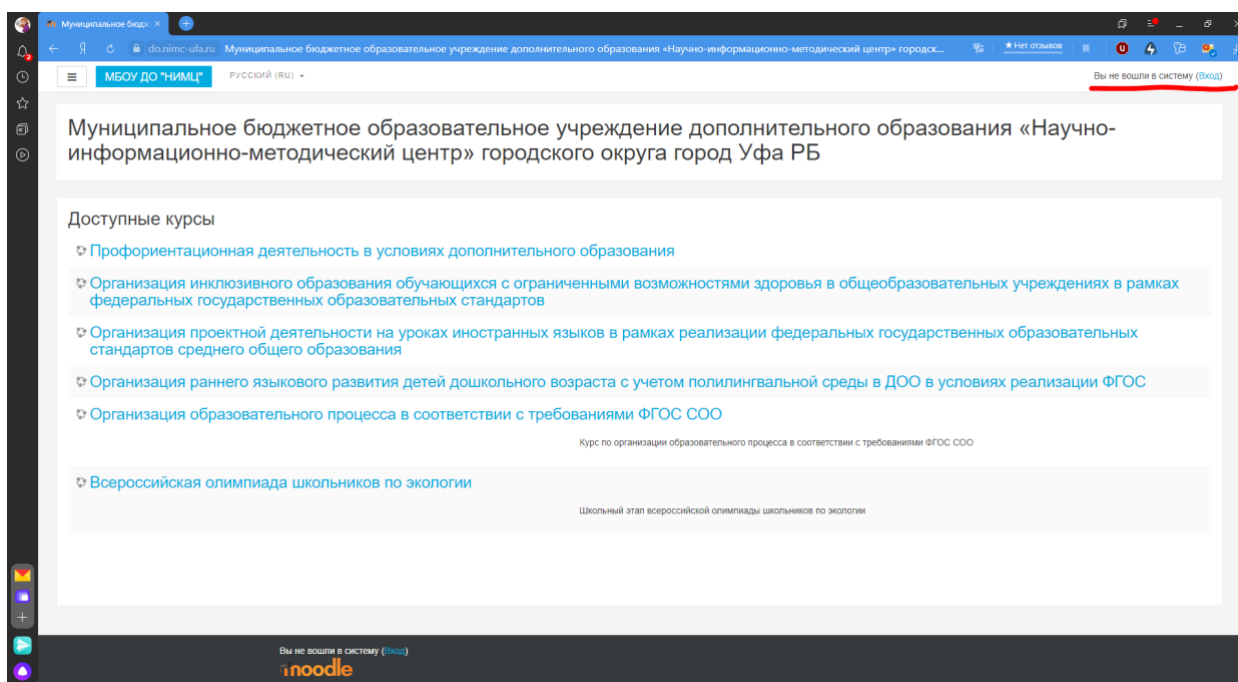 Муниципальное бюдж
do.nimc-ufa.ru Муниципальное бюджетное образовательное учреждение дополнительного образования «Научно-информационно-методический центр» городск... ★ Нет отзывов
МБОУ ДО "НИМЦ" РУССКИЙ (RU) Вы не вошли в систему (Вход)
Муниципальное бюджетное образовательное учреждение дополнительного образования «Научно-
информационно-методический центр» городского округа город Уфа РБ
Доступные курсы
Профориентационная деятельность в условиях дополнительного образования
Организация инклюзивного образования обучающихся с ограниченными возможностями здоровья в общеобразовательных учреждениях в рамках
федеральных государственных образовательных стандартов
Организация проектной деятельности на уроках иностранных языков в рамках реализации федеральных государственных образовательных
стандартов среднего общего образования
Организация раннего языкового развития детей дошкольного возраста с учетом полилингвальной среды в ДОО в условиях реализации ФГОС
Организация образовательного процесса в соответствии с требованиями ФГОС СОО
Курс по организации образовательного процесса в соответствии с требованиями ФГОС СОО
Всероссийская олимпиада школьников по экологии
Школьный этап всероссийской олимпиады школьников по экологии
Вы не вошли в систему (Вход)
moodle